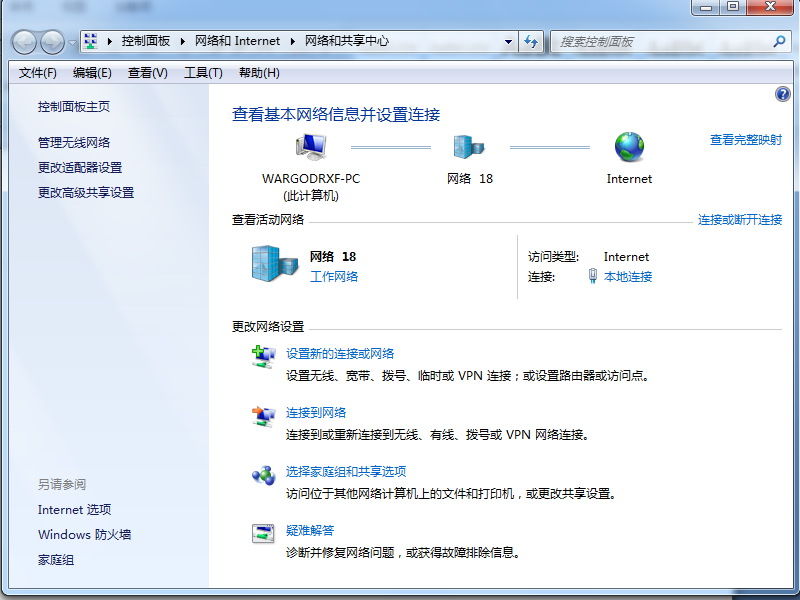 控制面板 网络和 Internet 网络和共享中心
搜索控制面板
文件(F) 编辑(E) 查看(V) 工具(T) 帮助(H)
控制面板主页
管理无线网络
更改适配器设置
更改高级共享设置
查看基本网络信息并设置连接
查看完整映射
WARGODRXF-PC
(此计算机)
网络 18
Internet
查看活动网络
连接或断开连接
网络 18
工作网络
访问类型: Internet
连接: 本地连接
更改网络设置
设置新的连接或网络
设置无线、宽带、拨号、临时或 VPN 连接；或设置路由器或访问点。
连接到网络
连接到或重新连接到无线、有线、拨号或 VPN 网络连接。
选择家庭组和共享选项
访问位于其他网络计算机上的文件和打印机，或更改共享设置。
疑难解答
诊断并修复网络问题，或获得故障排除信息。
另请参阅
Internet 选项
Windows 防火墙
家庭组